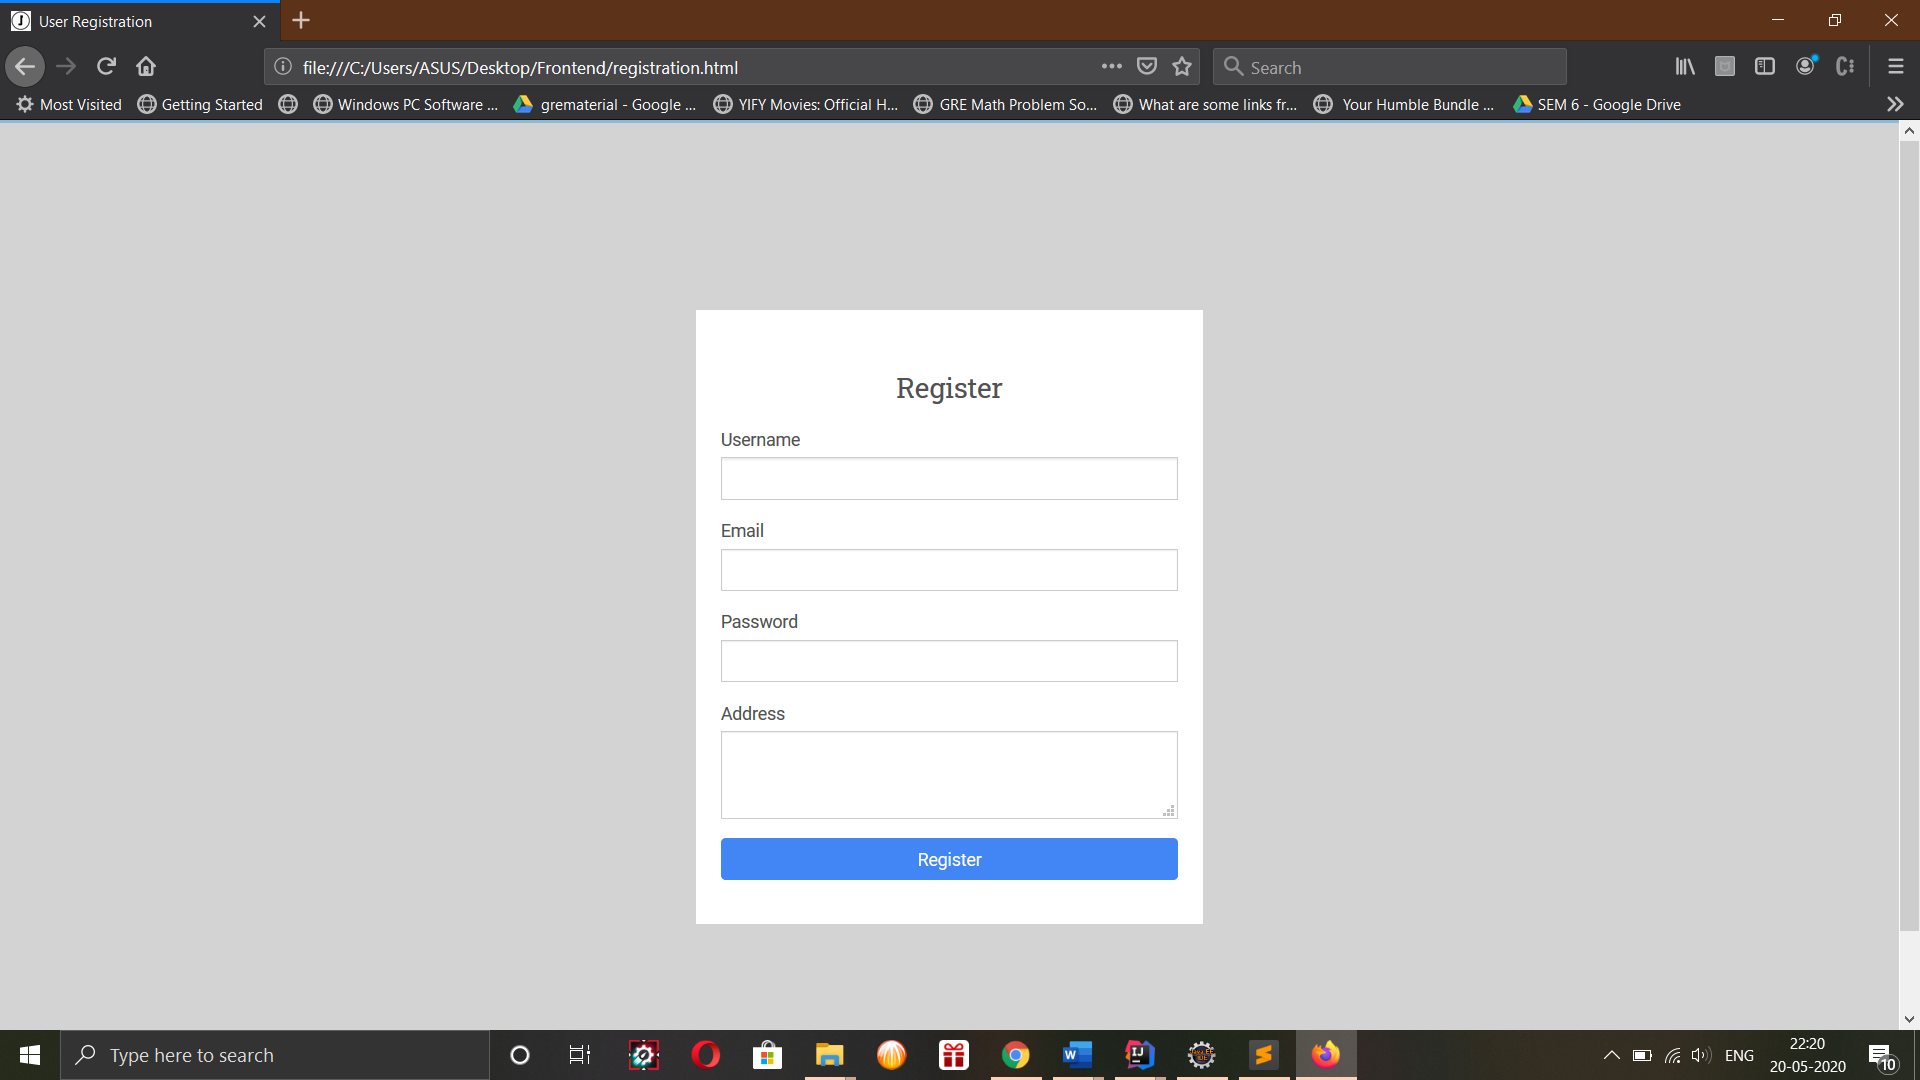 User Registration
file:///C:/Users/ASUS/Desktop/Frontend/registration.html
Search
Most Visited
Getting Started
Windows PC Software ...
grematerial - Google ...
YIFY Movies: Official H...
GRE Math Problem So...
What are some links fr...
Your Humble Bundle ...
SEM 6 - Google Drive
Register
Username
Email
Password
Address
Register
Type here to search
W
IJ
ENG
22:20
20-05-2020
10